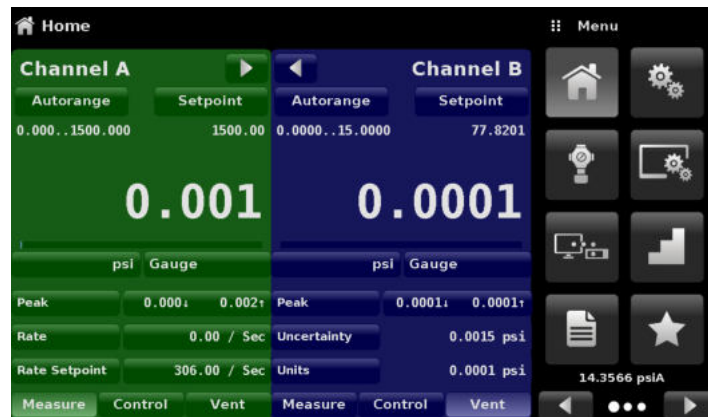 Home
Menu
Channel A
Channel B
Autorange Setpoint
Autorange Setpoint
0.000..1500.000 1500.00
0.0000..15.0000 77.8201
0.001
0.0001
psi Gauge
psi Gauge
Peak 0.000↓ 0.002↑
Peak 0.0001↓ 0.0001↑
Rate 0.00 / Sec
Uncertainty 0.0015 psi
Rate Setpoint 306.00 / Sec
Units 0.0001 psi
Measure Control Vent
Measure Control Vent
14.3566 psiA